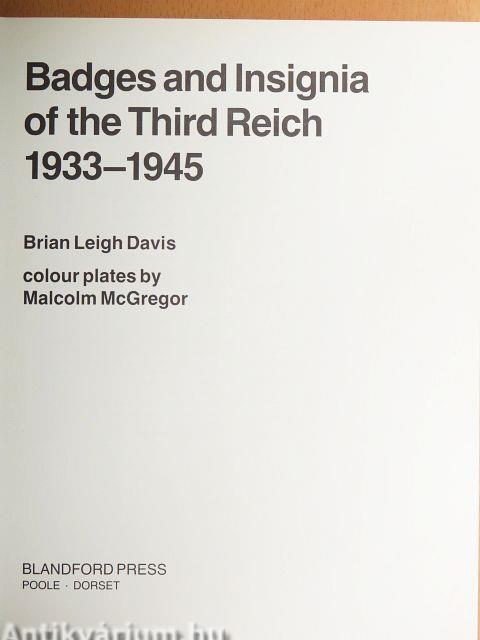 Badges and Insignia
of the Third Reich
1933–1945
Brian Leigh Davis
colour plates by
Malcolm McGregor
BLANDFORD PRESS
POOLE · DORSET
Antikvárium.hu